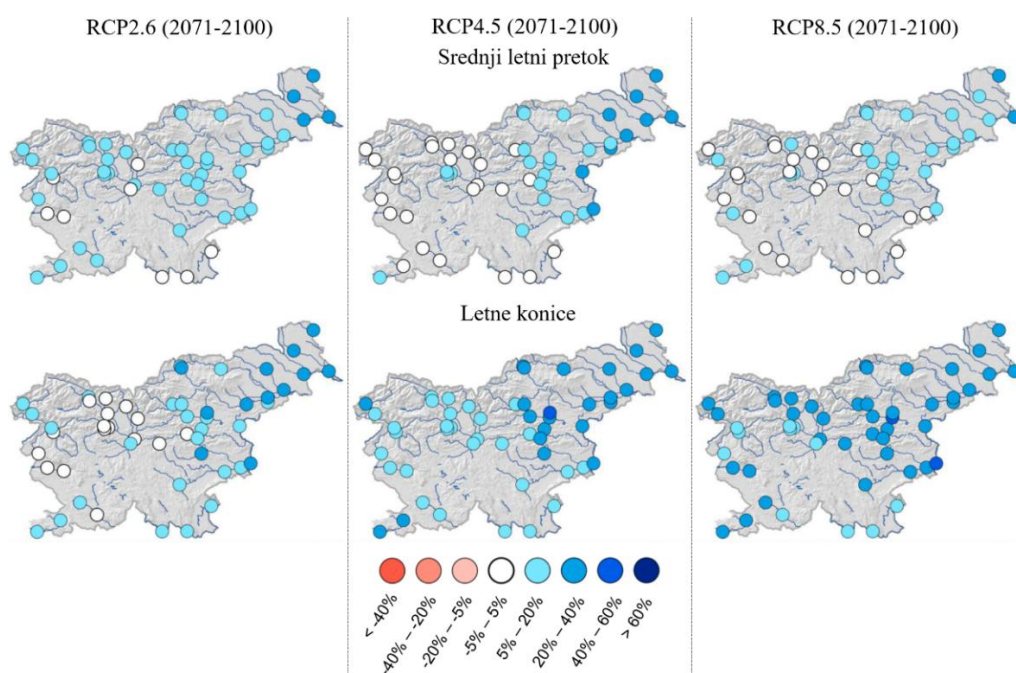 RCP2.6 (2071-2100)
RCP4.5 (2071-2100)
RCP8.5 (2071-2100)
Srednji letni pretok
Letne konice
< -40%
-40% – -20%
-20% – -5%
-5% – 5%
5% – 20%
20% – 40%
40% – 60%
> 60%